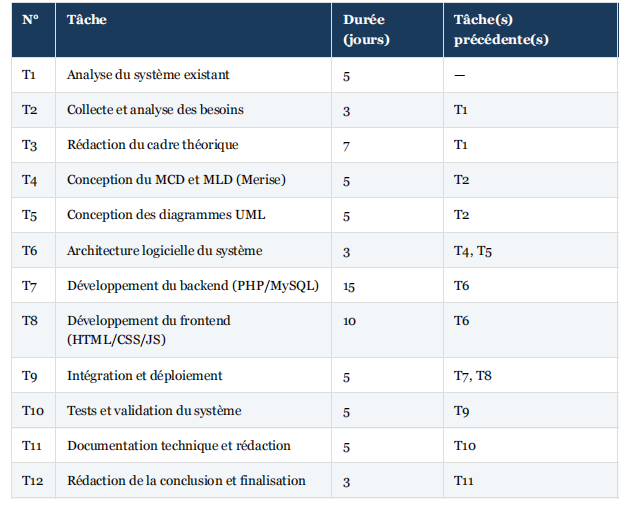 N° Tâche Durée (jours) Tâche(s) précédente(s)
T1 Analyse du système existant 5 —
T2 Collecte et analyse des besoins 3 T1
T3 Rédaction du cadre théorique 7 T1
T4 Conception du MCD et MLD (Merise) 5 T2
T5 Conception des diagrammes UML 5 T2
T6 Architecture logicielle du système 3 T4, T5
T7 Développement du backend (PHP/MySQL) 15 T6
T8 Développement du frontend (HTML/CSS/JS) 10 T6
T9 Intégration et déploiement 5 T7, T8
T10 Tests et validation du système 5 T9
T11 Documentation technique et rédaction 5 T10
T12 Rédaction de la conclusion et finalisation 3 T11